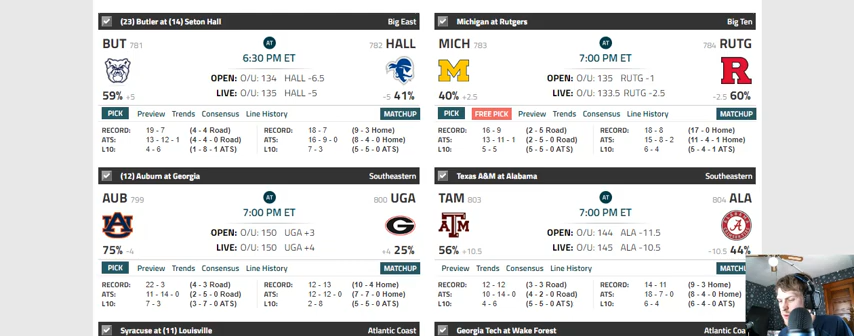 (23) Butler at (14) Seton Hall Big East
BUT 781 AT 782 HALL
6:30 PM ET
OPEN: O/U: 134 HALL -6.5
59% +5 LIVE: O/U: 135 HALL -5 -5 41%
PICK Preview Trends Consensus Line History MATCHUP
RECORD: 19 - 7 (4 - 4 Road) RECORD: 18 - 7 (9 - 3 Home)
ATS: 13 - 12 - 1 (4 - 4 - 0 Road) ATS: 16 - 9 - 0 (8 - 4 - 0 Home)
L10: 4 - 6 (1 - 8 - 1 ATS) L10: 7 - 3 (5 - 5 - 0 ATS)
Michigan at Rutgers Big Ten
MICH 783 AT 784 RUTG
7:00 PM ET
OPEN: O/U: 135 RUTG -1
40% +2.5 LIVE: O/U: 133.5 RUTG -2.5 -2.5 60%
PICK FREE PICK Preview Trends Consensus Line History MATCHUP
RECORD: 16 - 9 (2 - 5 Road) RECORD: 18 - 8 (17 - 0 Home)
ATS: 13 - 11 - 1 (2 - 5 - 0 Road) ATS: 15 - 8 - 2 (11 - 4 - 1 Home)
L10: 5 - 5 (5 - 5 - 0 ATS) L10: 6 - 4 (5 - 4 - 1 ATS)
(12) Auburn at Georgia Southeastern
AUB 799 AT 800 UGA
7:00 PM ET
OPEN: O/U: 150 UGA +3
75% -4 LIVE: O/U: 150 UGA +4 +4 25%
PICK Preview Trends Consensus Line History MATCHUP
RECORD: 22 - 3 (4 - 3 Road) RECORD: 12 - 13 (10 - 4 Home)
ATS: 11 - 14 - 0 (2 - 5 - 0 Road) ATS: 12 - 12 - 0 (7 - 7 - 0 Home)
L10: 7 - 3 (3 - 7 - 0 ATS) L10: 2 - 8 (5 - 5 - 0 ATS)
Texas A&M at Alabama Southeastern
TAM 803 AT 804 ALA
7:00 PM ET
OPEN: O/U: 144 ALA -11.5
56% +10.5 LIVE: O/U: 145 ALA -10.5 -10.5 44%
Preview Trends Consensus Line History
RECORD: 12 - 12 (3 - 3 Road) RECORD: 14 - 11 (9 - 3 Home)
ATS: 10 - 14 - 0 (4 - 2 - 0 Road) ATS: 18 - 7 - 0 (8 - 4 - 0 Home)
L10: 4 - 6 (5 - 5 - 0 ATS) L10: 6 - 4 (6 - 4 - 0 ATS)
Syracuse at (11) Louisville Atlantic Coast
Georgia Tech at Wake Forest